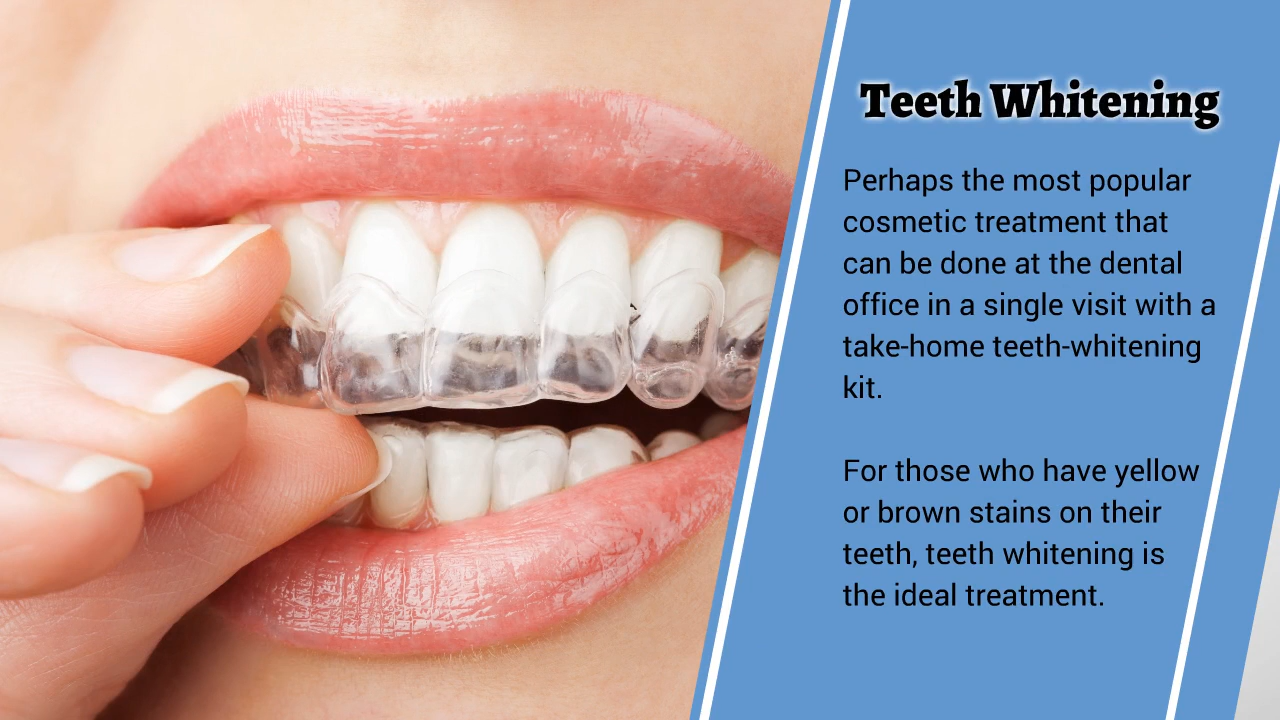 Teeth Whitening
Perhaps the most popular
cosmetic treatment that
can be done at the dental
office in a single visit with a
take-home teeth-whitening
kit.
For those who have yellow
or brown stains on their
teeth, teeth whitening is
the ideal treatment.